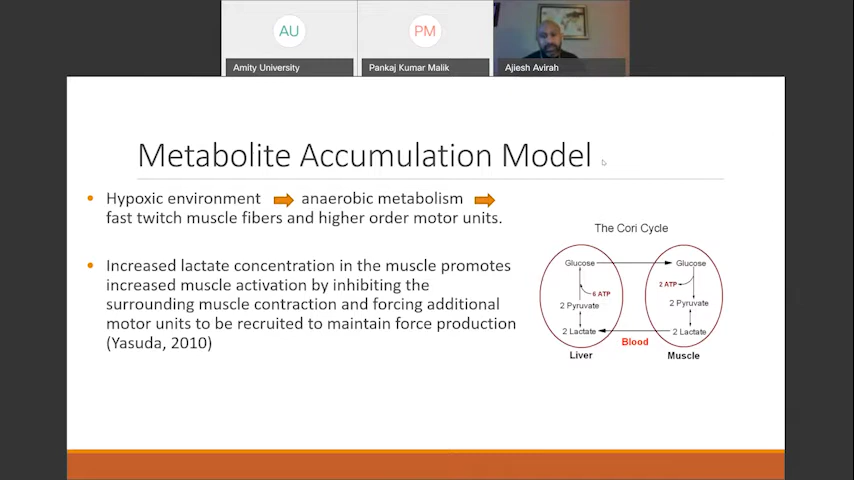 AU
PM
Amity University
Pankaj Kumar Malik
Ajiesh Avirah
Metabolite Accumulation Model
Hypoxic environment anaerobic metabolism
fast twitch muscle fibers and higher order motor units.
Increased lactate concentration in the muscle promotes
increased muscle activation by inhibiting the
surrounding muscle contraction and forcing additional
motor units to be recruited to maintain force production
(Yasuda, 2010)
The Cori Cycle
Glucose
Glucose
6 ATP
2 ATP
2 Pyruvate
2 Pyruvate
2 Lactate
2 Lactate
Blood
Liver
Muscle